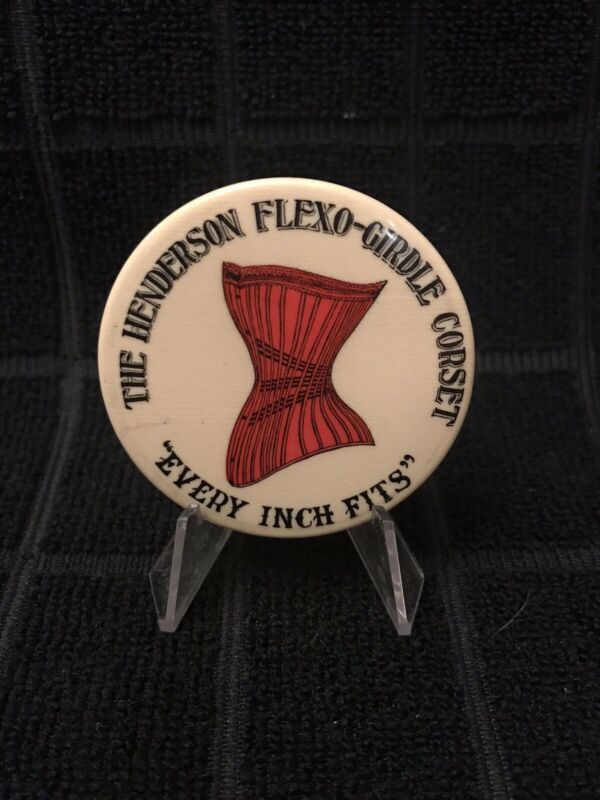 THE HENDERSON FLEXO-GIRDLE CORSET
"EVERY INCH FITS"